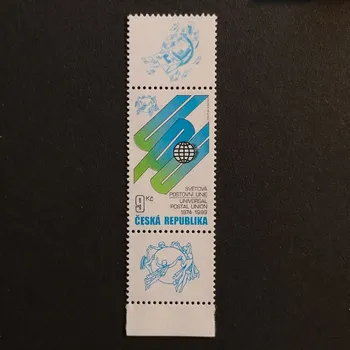 9 Kč
SVĚTOVÁ
POŠTOVNÍ UNIE
UNIVERSAL
POSTAL UNION
1874-1999
ČESKÁ REPUBLIKA